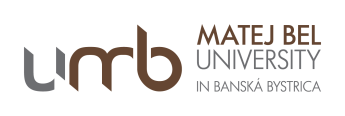 umb
MATEJ BEL
UNIVERSITY
IN BANSKÁ BYSTRICA